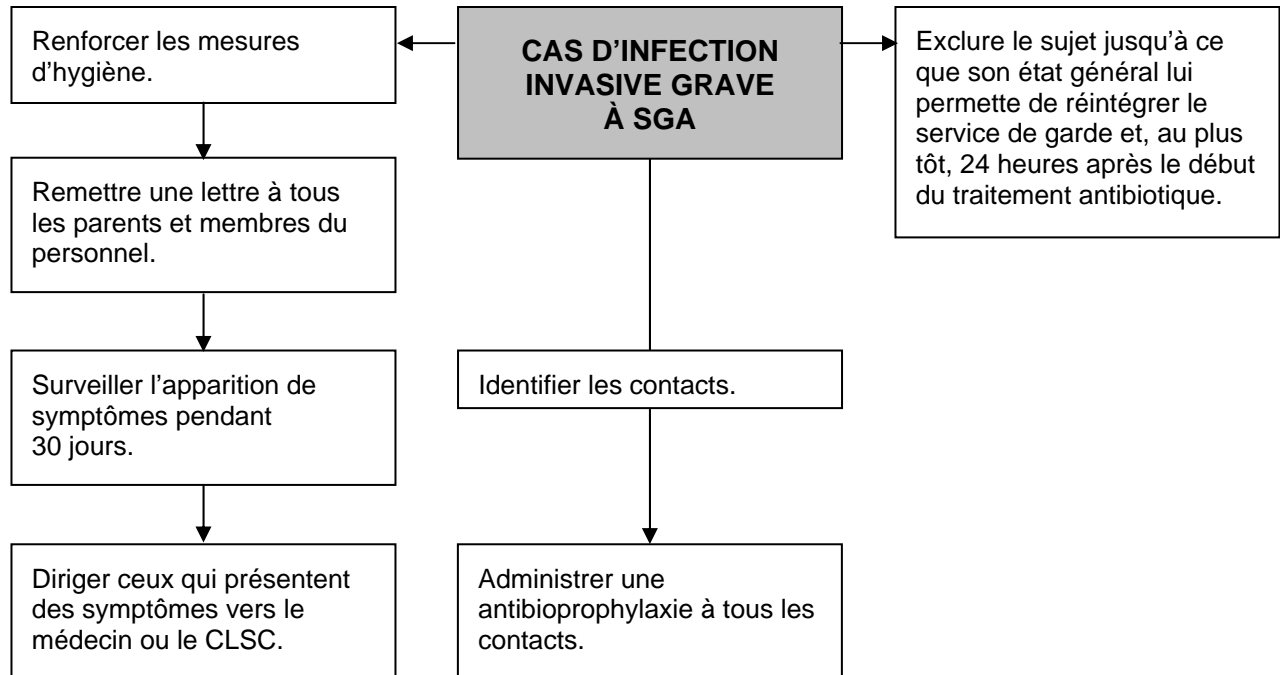 Renforcer les mesures
d’hygiène.
CAS D’INFECTION
INVASIVE GRAVE
À SGA
Exclure le sujet jusqu’à ce
que son état général lui
permette de réintégrer le
service de garde et, au plus
tôt, 24 heures après le début
du traitement antibiotique.
Remettre une lettre à tous
les parents et membres du
personnel.
Surveiller l’apparition de
symptômes pendant
30 jours.
Identifier les contacts.
Diriger ceux qui présentent
des symptômes vers le
médecin ou le CLSC.
Administrer une
antibioprophylaxie à tous les
contacts.